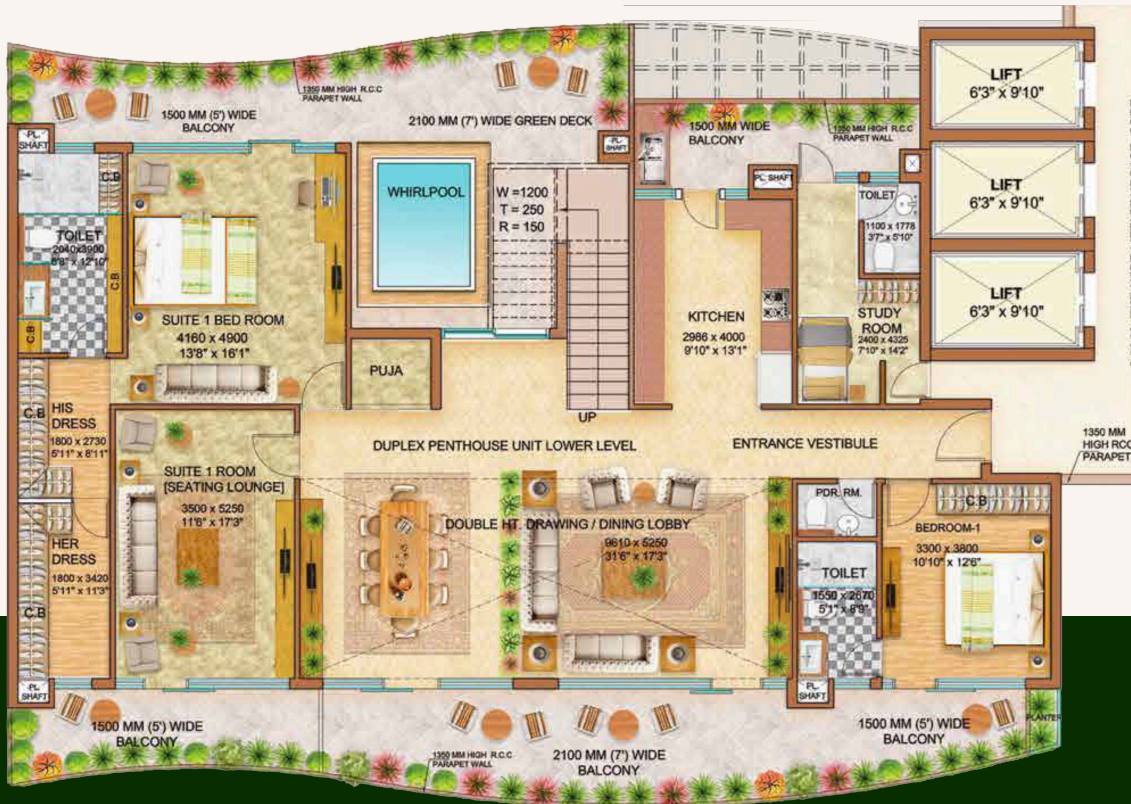 1350 MM HIGH R.C.C
PARAPET WALL
1500 MM (5') WIDE
BALCONY
2100 MM (7') WIDE GREEN DECK
1500 MM WIDE
BALCONY
1350 MM HIGH R.C.C
PARAPET WALL
LIFT
6'3" x 9'10"
LIFT
6'3" x 9'10"
LIFT
6'3" x 9'10"
PL.
SHAFT
PL.
SHAFT
PL. SHAFT
C.B
WHIRLPOOL
W =1200
T = 250
R = 150
TOILET
1100 x 1778
3'7" x 5'10"
TOILET
2040x3900
6'8" x 12'10"
C.B
C.B
SUITE 1 BED ROOM
4160 x 4900
13'8" x 16'1"
KITCHEN
2986 x 4000
9'10" x 13'1"
STUDY
ROOM
2400 x 4325
7'10" x 14'2"
PUJA
UP
C.B
HIS
DRESS
1800 x 2730
5'11" x 8'11"
DUPLEX PENTHOUSE UNIT LOWER LEVEL
ENTRANCE VESTIBULE
1350 MM
HIGH RCC
PARAPET
SUITE 1 ROOM
[SEATING LOUNGE]
3500 x 5250
11'6" x 17'3"
DOUBLE HT. DRAWING / DINING LOBBY
9610 x 5250
31'6" x 17'3"
PDR. RM.
C.B
BEDROOM-1
3300 x 3800
10'10" x 12'6"
HER
DRESS
1800 x 3420
5'11" x 11'3"
C.B
TOILET
1550 x 2670
5'1" x 8'9"
PL.
SHAFT
PL.
SHAFT
1500 MM (5') WIDE
BALCONY
1350 MM HIGH R.C.C
PARAPET WALL
2100 MM (7') WIDE
BALCONY
1500 MM (5') WIDE
BALCONY
PLANTER